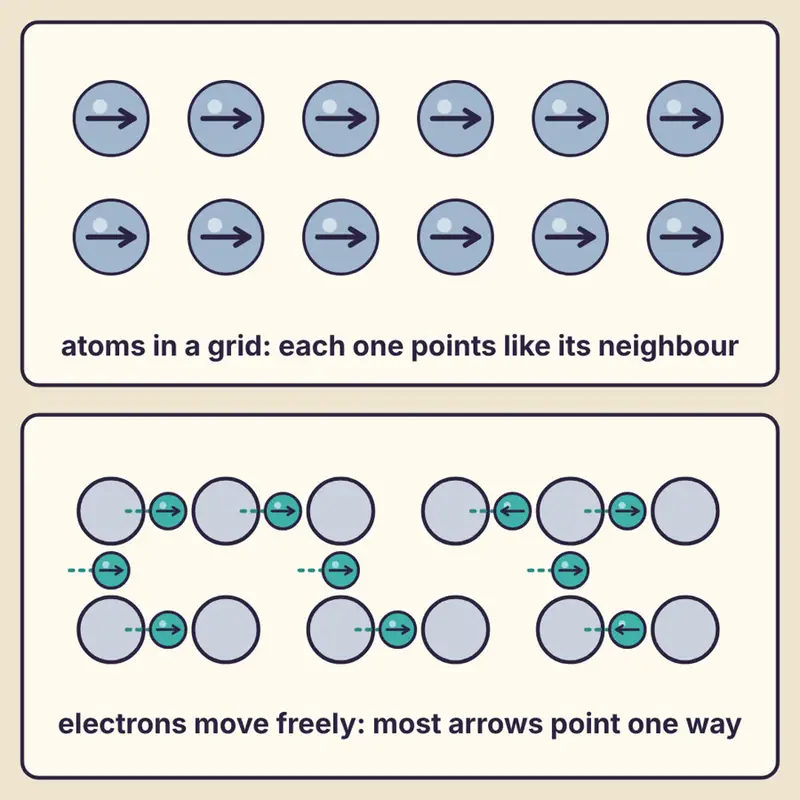 atoms in a grid: each one points like its neighbour
electrons move freely: most arrows point one way